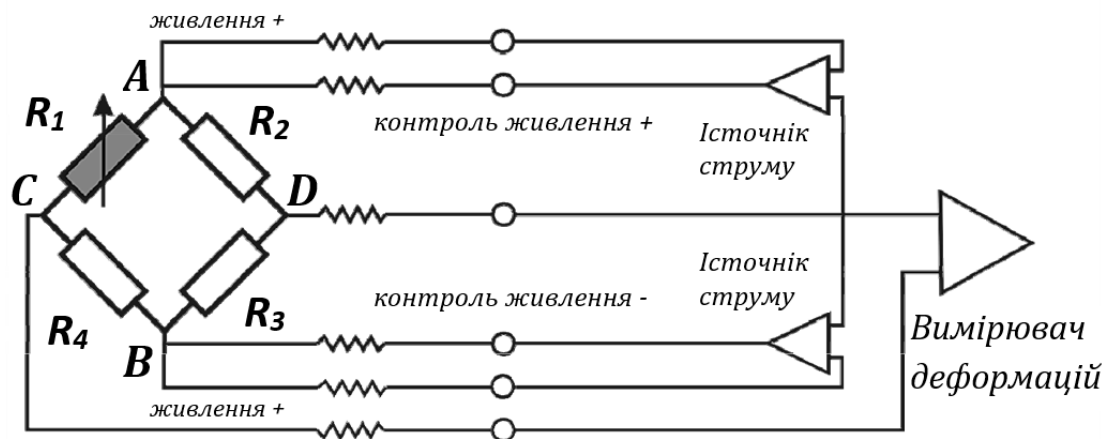 живлення +
A
R1
R2
контроль живлення +
Істочнік
струму
C
D
Істочнік
струму
контроль живлення -
R4
R3
B
Вимірювач
деформацій
живлення +